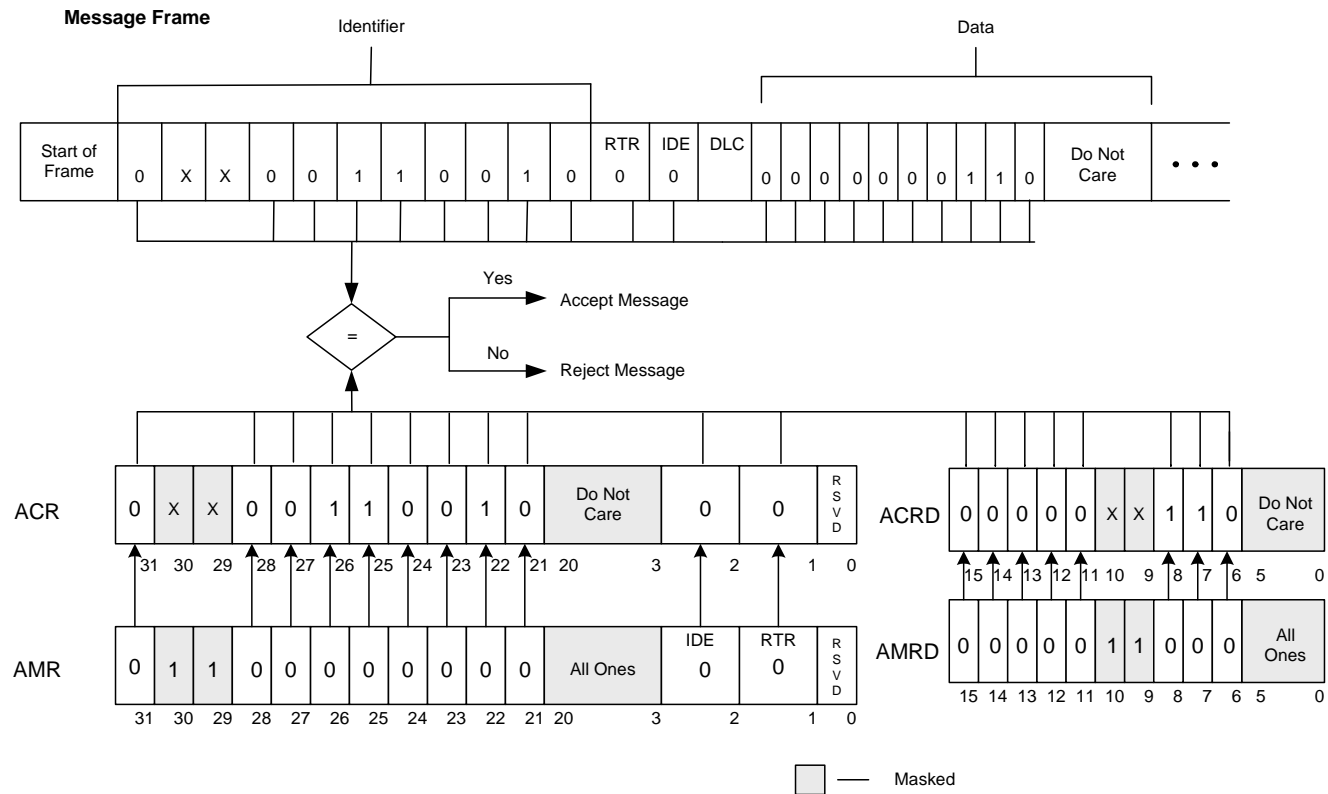 Message Frame
Identifier
Data
Start of
Frame
0 X X 0 0 1 1 0 0 1 0
RTR
0
IDE
0
DLC
0 0 0 0 0 0 0 1 1 0
Do Not
Care
• • •
=
Yes
Accept Message
No
Reject Message
ACR
0 X X 0 0 1 1 0 0 1 0
Do Not
Care
0 0
R
S
V
D
31 30 29 28 27 26 25 24 23 22 21 20 3 2 1 0
ACRD
0 0 0 0 0 X X 1 1 0
Do Not
Care
15 14 13 12 11 10 9 8 7 6 5 0
AMR
0 1 1 0 0 0 0 0 0 0 0
All Ones
IDE
0
RTR
0
R
S
V
D
31 30 29 28 27 26 25 24 23 22 21 20 3 2 1 0
AMRD
0 0 0 0 0 1 1 0 0 0
All
Ones
15 14 13 12 11 10 9 8 7 6 5 0
Masked